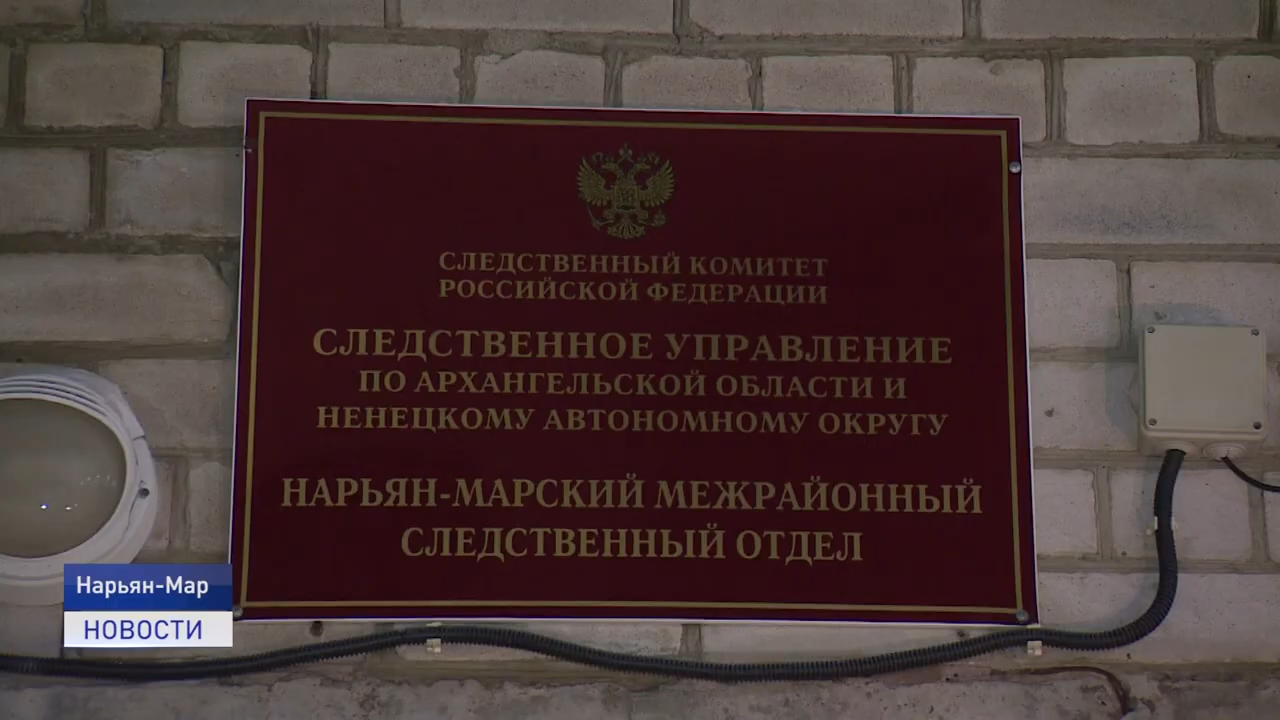 СЛЕДСТВЕННЫЙ КОМИТЕТ
РОССИЙСКОЙ ФЕДЕРАЦИИ
СЛЕДСТВЕННОЕ УПРАВЛЕНИЕ
ПО АРХАНГЕЛЬСКОЙ ОБЛАСТИ И
НЕНЕЦКОМУ АВТОНОМНОМУ ОКРУГУ
НАРЬЯН-МАРСКИЙ МЕЖРАЙОННЫЙ
СЛЕДСТВЕННЫЙ ОТДЕЛ
Нарьян-Мар
НОВОСТИ